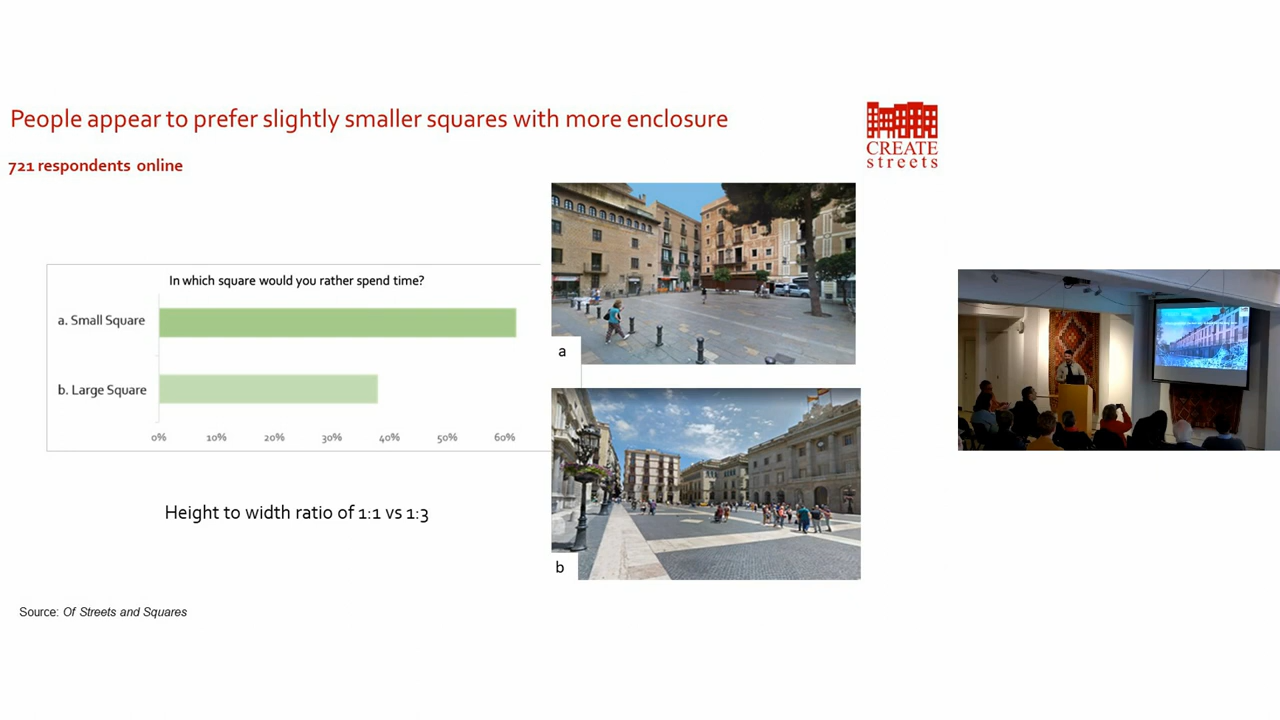 People appear to prefer slightly smaller squares with more enclosure
CREATE
streets
721 respondents online
In which square would you rather spend time?
a. Small Square
b. Large Square
0% 10% 20% 30% 40% 50% 60%
a
b
Height to width ratio of 1:1 vs 1:3
Source: Of Streets and Squares